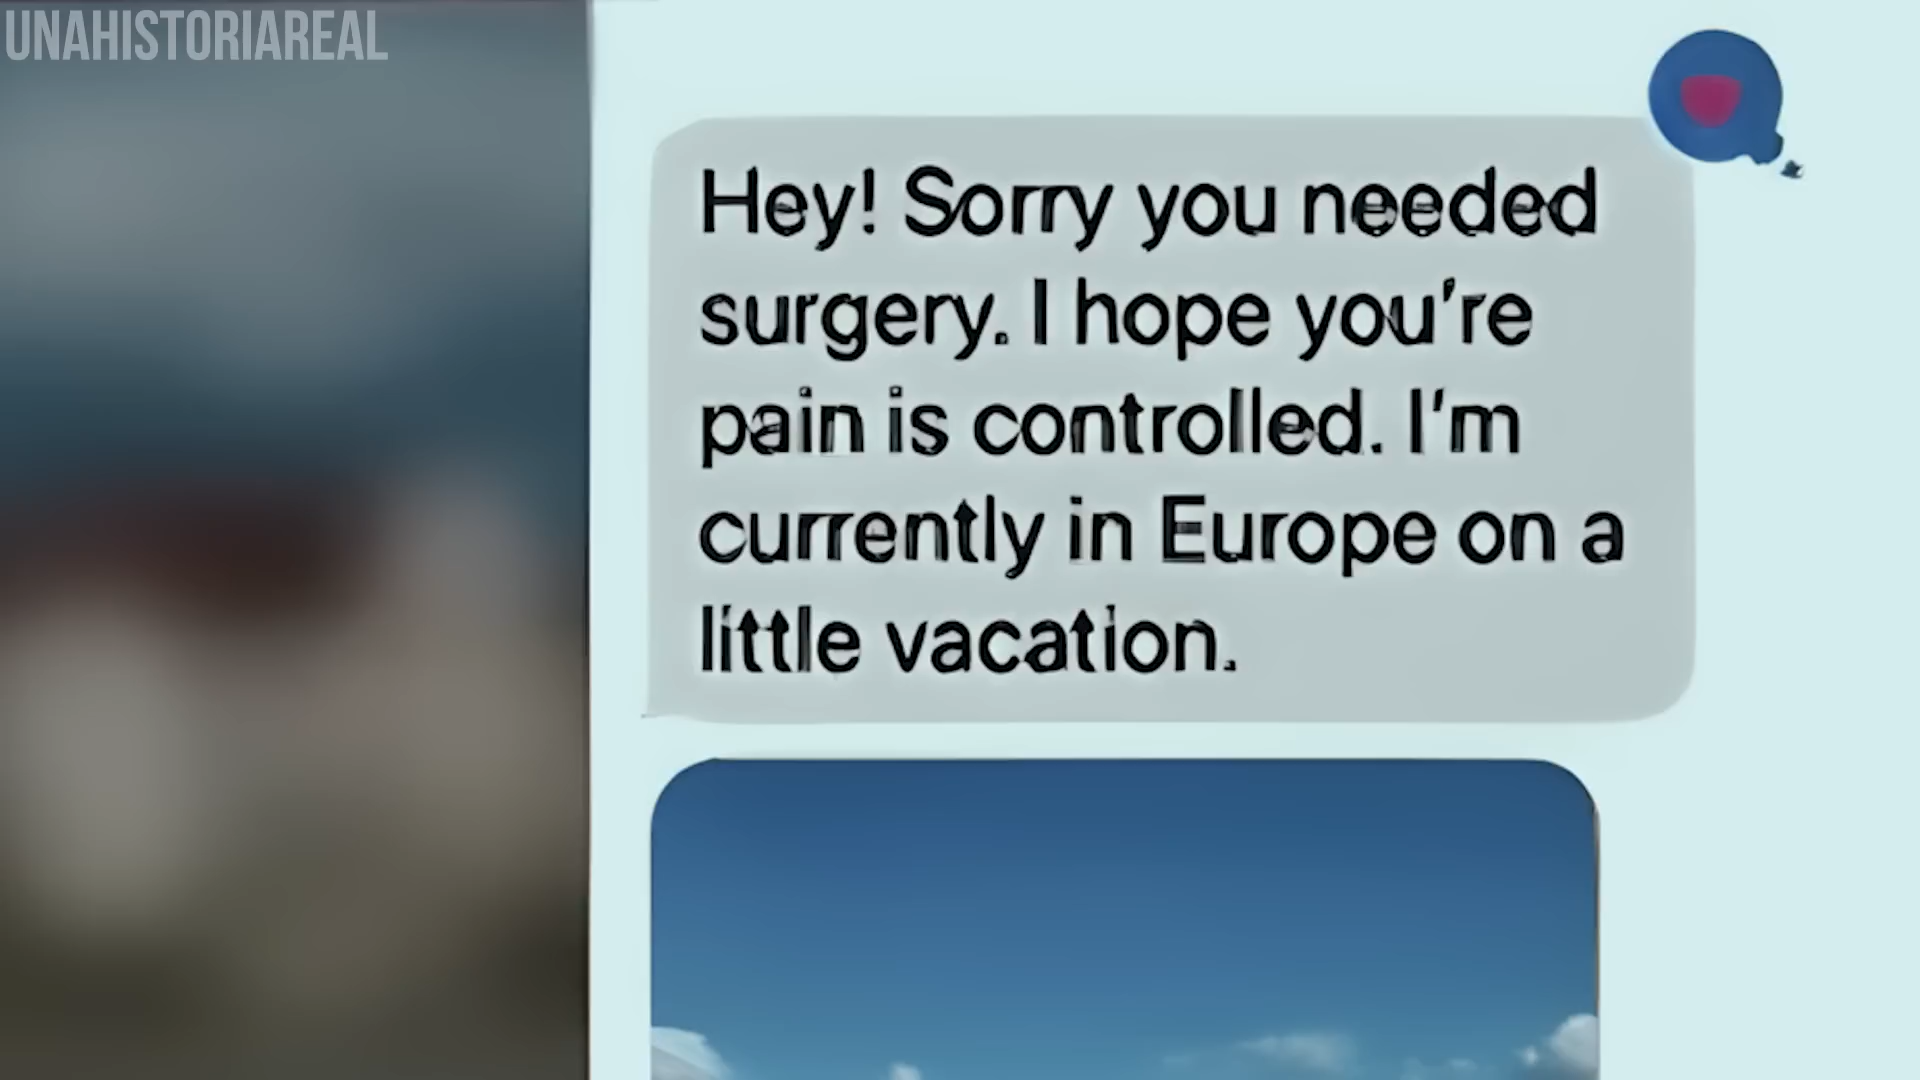 UNAHISTORIAREAL
Hey! Sorry you needed
surgery. I hope you're
pain is controlled. I'm
currently in Europe on a
little vacation.